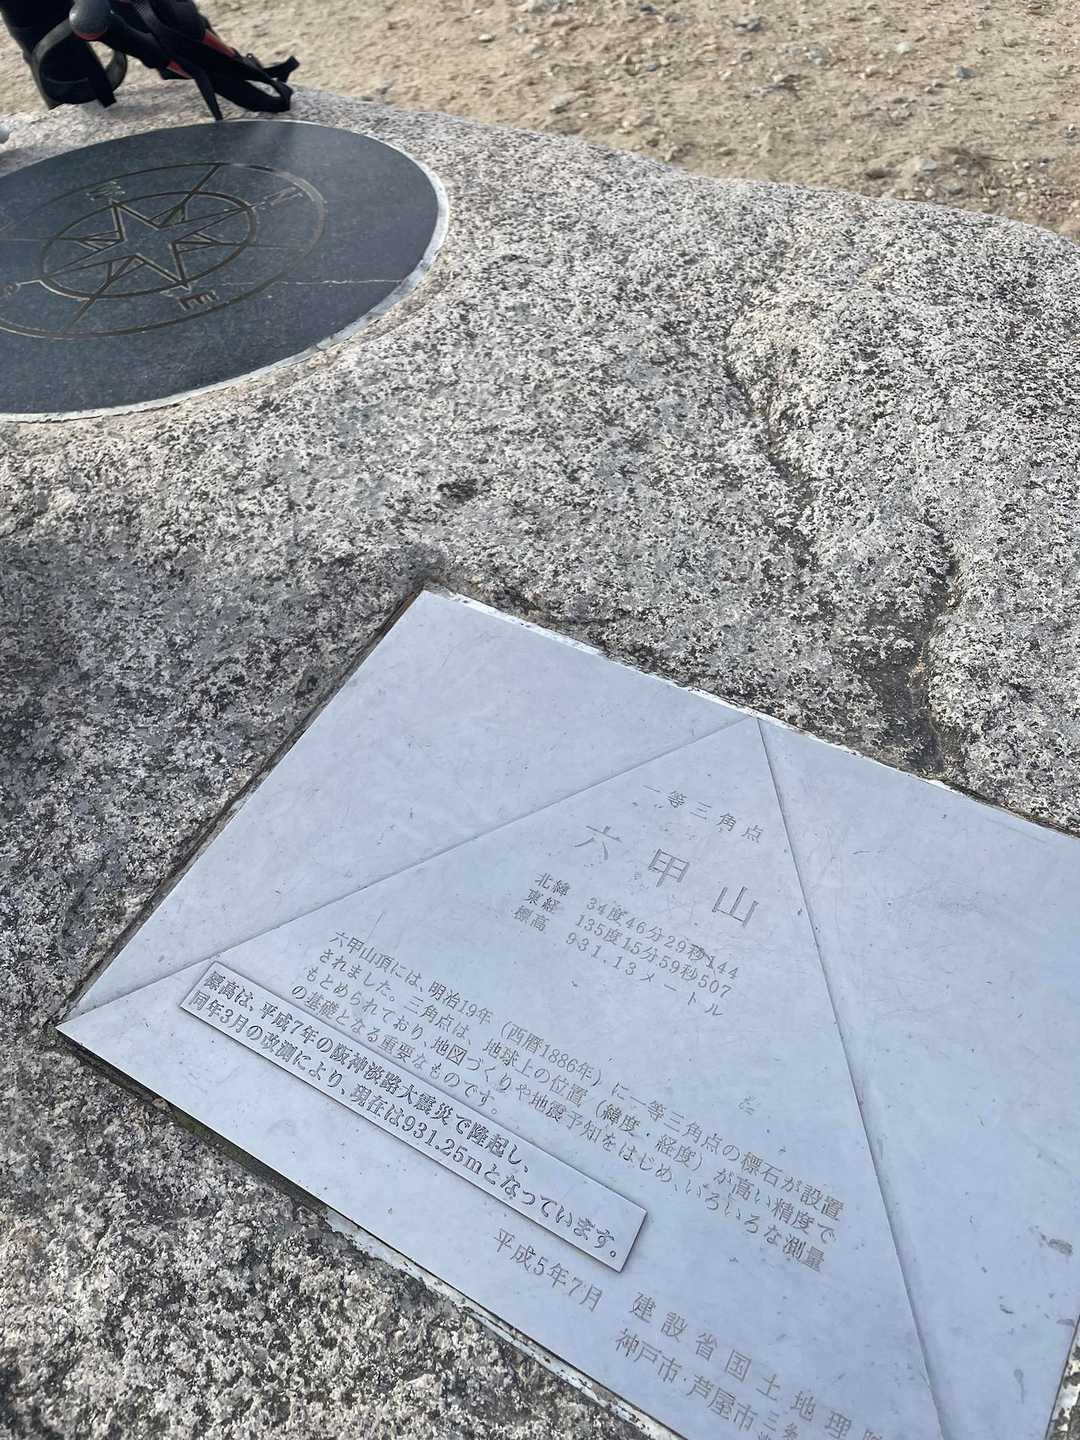 E
一等三角点
六甲山
北緯 34度46分29秒144
東経 135度15分59秒507
標高 931.13メートル
六甲山頂には、明治19年(西暦1886年)に一等三角点の標石が設置
されました。三角点は、地球上の位置(緯度・経度)が高い精度で
もとめられており、地図づくりや地震予知をはじめ、いろいろな測量
の基礎となる重要なものです。
標高は、平成7年の阪神淡路大震災で隆起し、
同年3月の改測により、現在は931.25mとなっています。
平成5年7月 建設省国土地理
神戸市・芦屋市